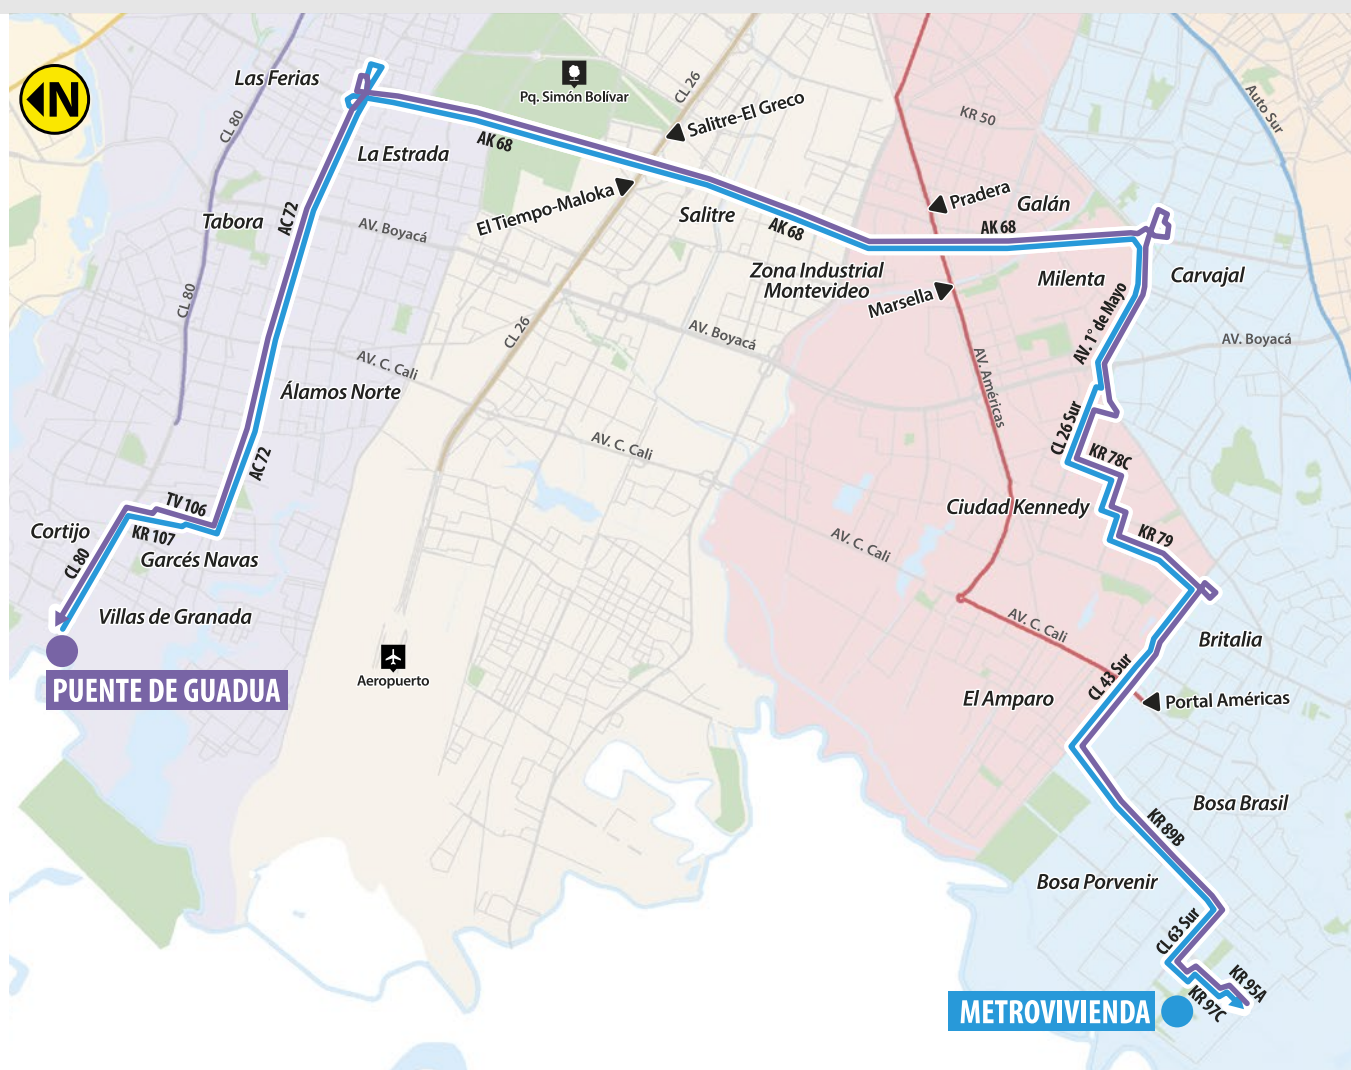 N
Las Ferias
Pq. Simón Bolívar
CL 26
Auto Sur
CL 80
AK 68
Salitre-El Greco
KR 50
La Estrada
Tabora
AC 72
AV. Boyacá
El Tiempo-Maloka
Salitre
AK 68
Pradera
Galán
AK 68
Zona Industrial
Montevideo
Marsella
Milenta
Carvajal
CL 80
CL 26
AV. Boyacá
AV. 1° de Mayo
AV. Boyacá
AV. C. Cali
Álamos Norte
AV. Américas
AV. C. Cali
CL 26 Sur
KR 78C
AC 72
TV 106
KR 107
Cortijo
Garcés Navas
CL 80
Ciudad Kennedy
AV. C. Cali
KR 79
Villas de Granada
AV. C. Cali
Britalia
Aeropuerto
PUENTE DE GUADUA
CL 43 Sur
El Amparo
Portal Américas
Bosa Brasil
KR 89B
Bosa Porvenir
CL 63 Sur
KR 95A
KR 97C
METROVIVIENDA